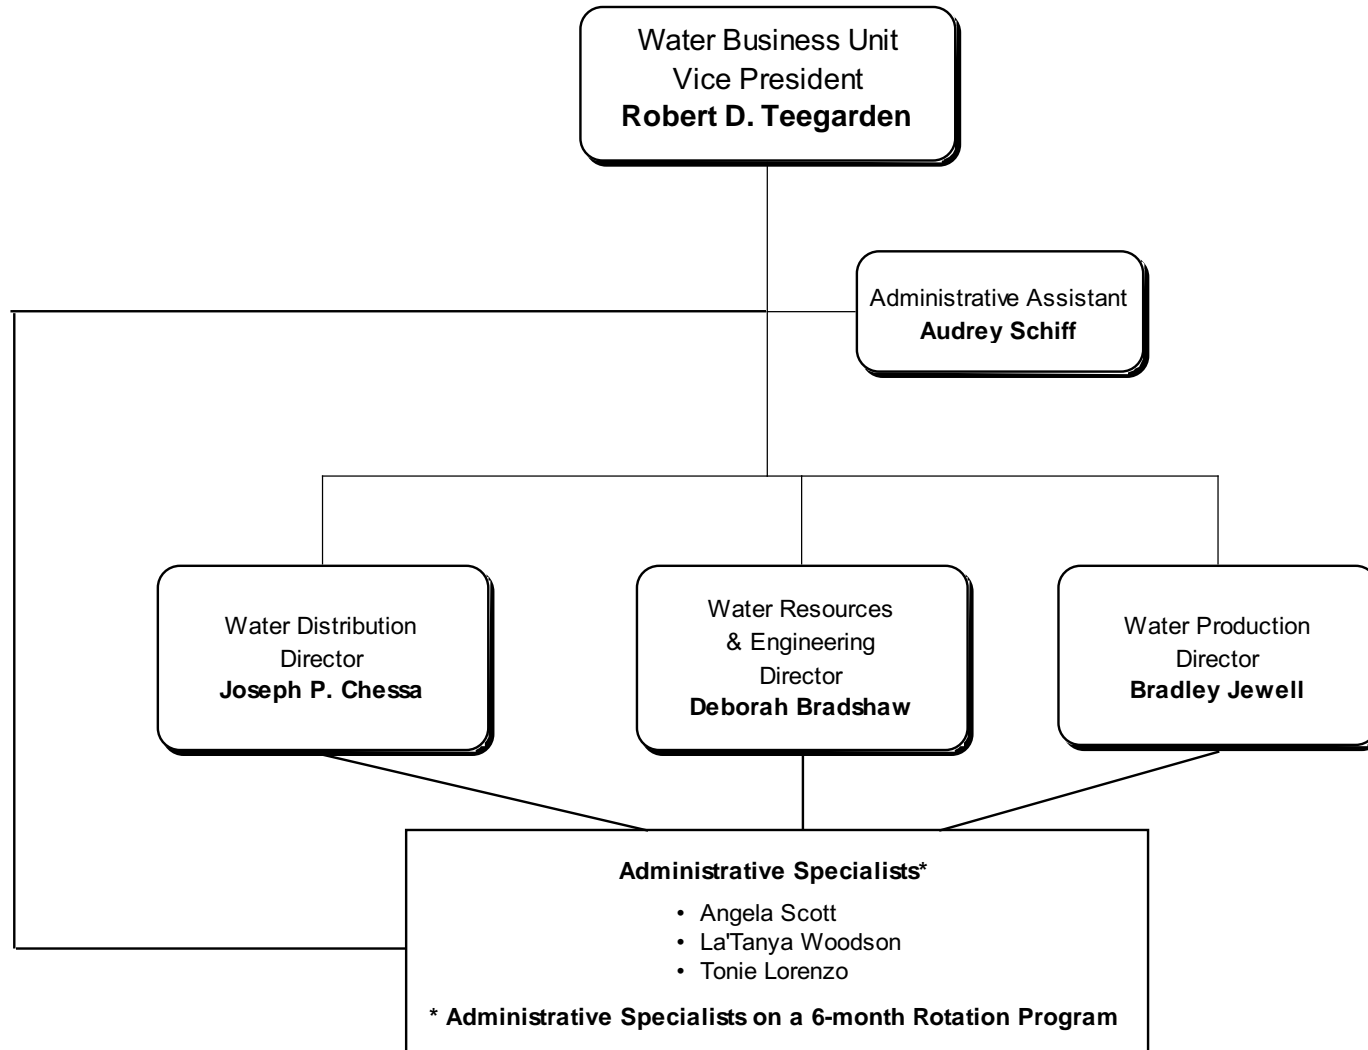 Water Business Unit
Vice President
Robert D. Teegarden
Administrative Assistant
Audrey Schiff
Water Distribution
Director
Joseph P. Chessa
Water Resources
& Engineering
Director
Deborah Bradshaw
Water Production
Director
Bradley Jewell
Administrative Specialists*
• Angela Scott
• La'Tanya Woodson
• Tonie Lorenzo
* Administrative Specialists on a 6-month Rotation Program